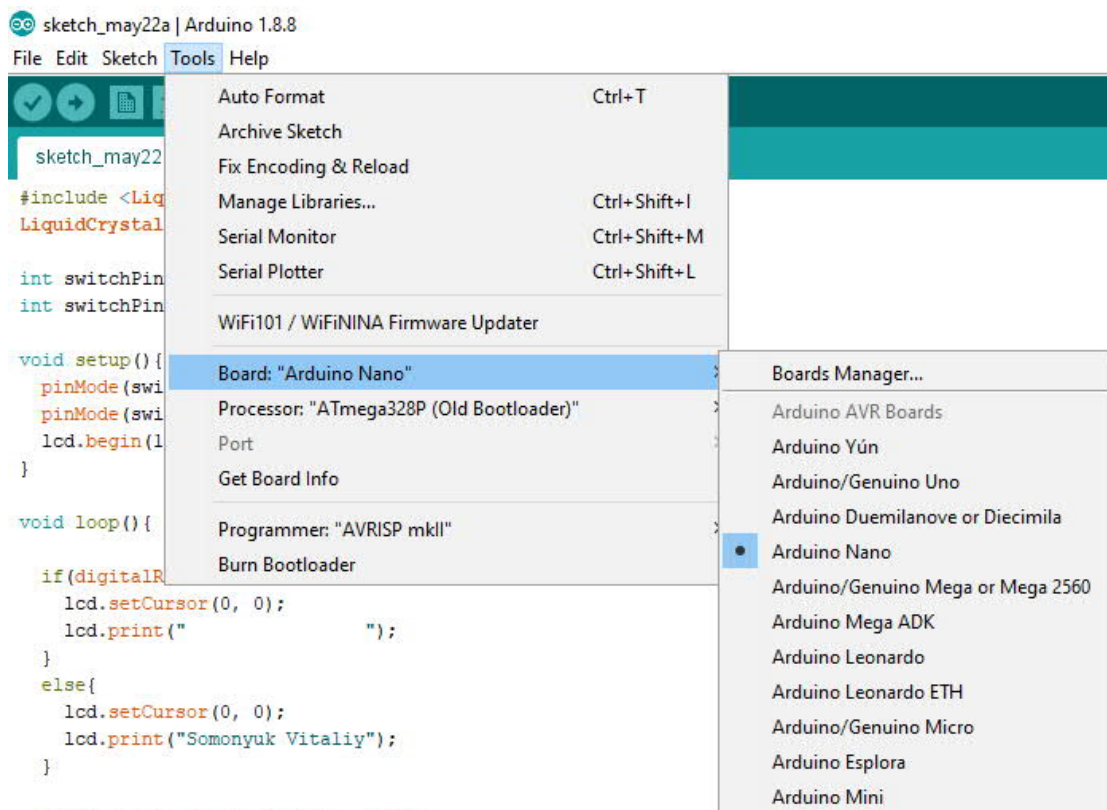 sketch_may22a | Arduino 1.8.8
File Edit Sketch Tools Help
sketch_may22
Auto Format Ctrl+T
Archive Sketch
Fix Encoding & Reload
Manage Libraries... Ctrl+Shift+I
Serial Monitor Ctrl+Shift+M
Serial Plotter Ctrl+Shift+L
WiFi101 / WiFiNINA Firmware Updater
Board: "Arduino Nano"
Processor: "ATmega328P (Old Bootloader)"
Port
Get Board Info
Programmer: "AVRISP mkII"
Burn Bootloader
Boards Manager...
Arduino AVR Boards
Arduino Yún
Arduino/Genuino Uno
Arduino Duemilanove or Diecimila
Arduino Nano
Arduino/Genuino Mega or Mega 2560
Arduino Mega ADK
Arduino Leonardo
Arduino Leonardo ETH
Arduino/Genuino Micro
Arduino Esplora
Arduino Mini
#include <Liq
LiquidCrystal
int switchPin
int switchPin
void setup(){
pinMode(swi
pinMode(swi
lcd.begin(l
}
void loop(){
if(digitalR
lcd.setCursor(0, 0);
lcd.print("                ");
}
else{
lcd.setCursor(0, 0);
lcd.print("Somonyuk Vitaliy");
}